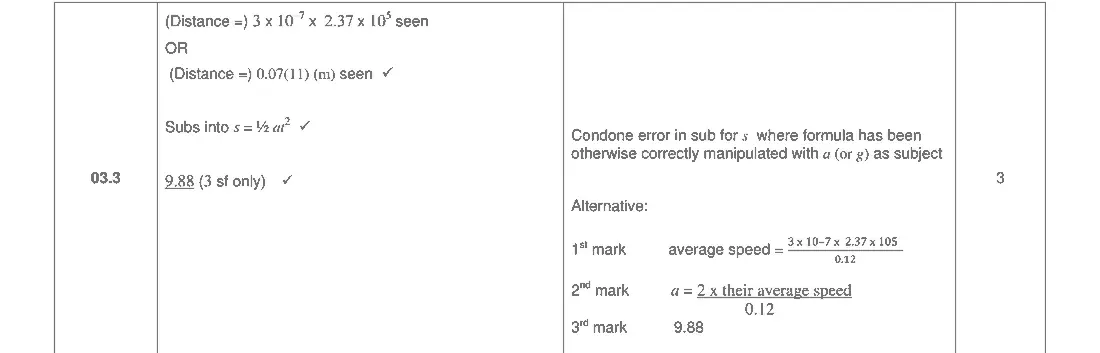 (Distance =) 3 x 10⁻⁷ x 2.37 x 10⁵ seen
OR
(Distance =) 0.07(11) (m) seen ✓
Subs into s = ½ at² ✓
03.3
9.88 (3 sf only) ✓
Condone error in sub for s where formula has been
otherwise correctly manipulated with a (or g) as subject
Alternative:
1st mark average speed = 3 x 10−7 x 2.37 x 105
0.12
2nd mark a = 2 x their average speed
0.12
3rd mark 9.88
3